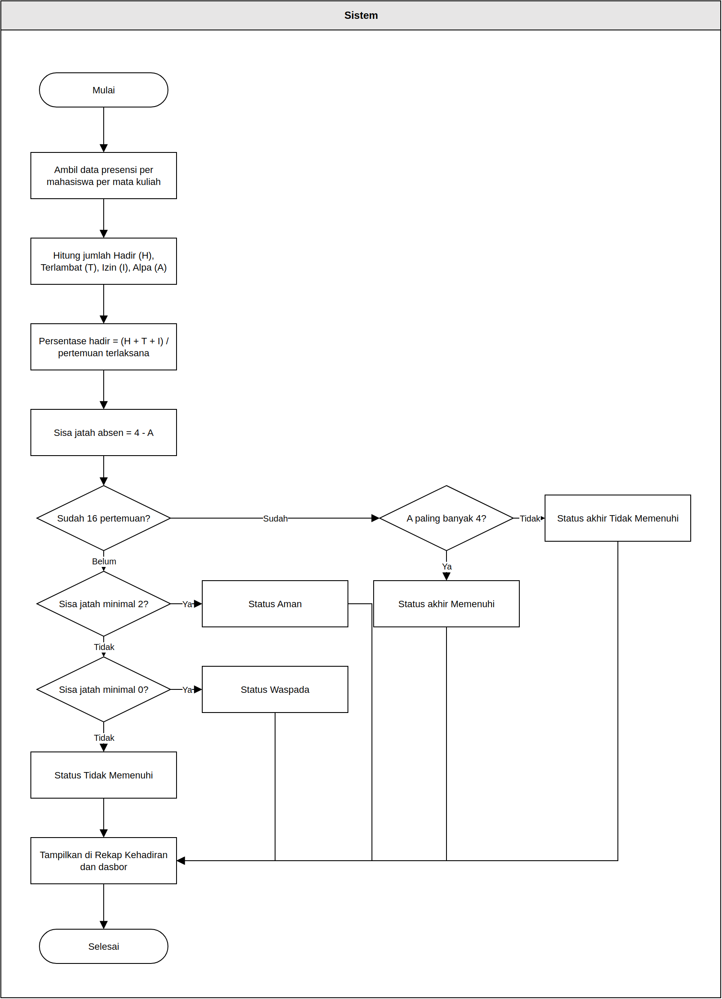 Sistem
Mulai
Ambil data presensi per
mahasiswa per mata kuliah
Hitung jumlah Hadir (H),
Terlambat (T), Izin (I), Alpa (A)
Persentase hadir = (H + T + I) /
pertemuan terlaksana
Sisa jatah absen = 4 - A
Sudah 16 pertemuan?
Sudah
A paling banyak 4?
Tidak
Status akhir Tidak Memenuhi
Belum
Ya
Sisa jatah minimal 2?
Ya
Status Aman
Status akhir Memenuhi
Tidak
Sisa jatah minimal 0?
Ya
Status Waspada
Tidak
Status Tidak Memenuhi
Tampilkan di Rekap Kehadiran
dan dasbor
Selesai